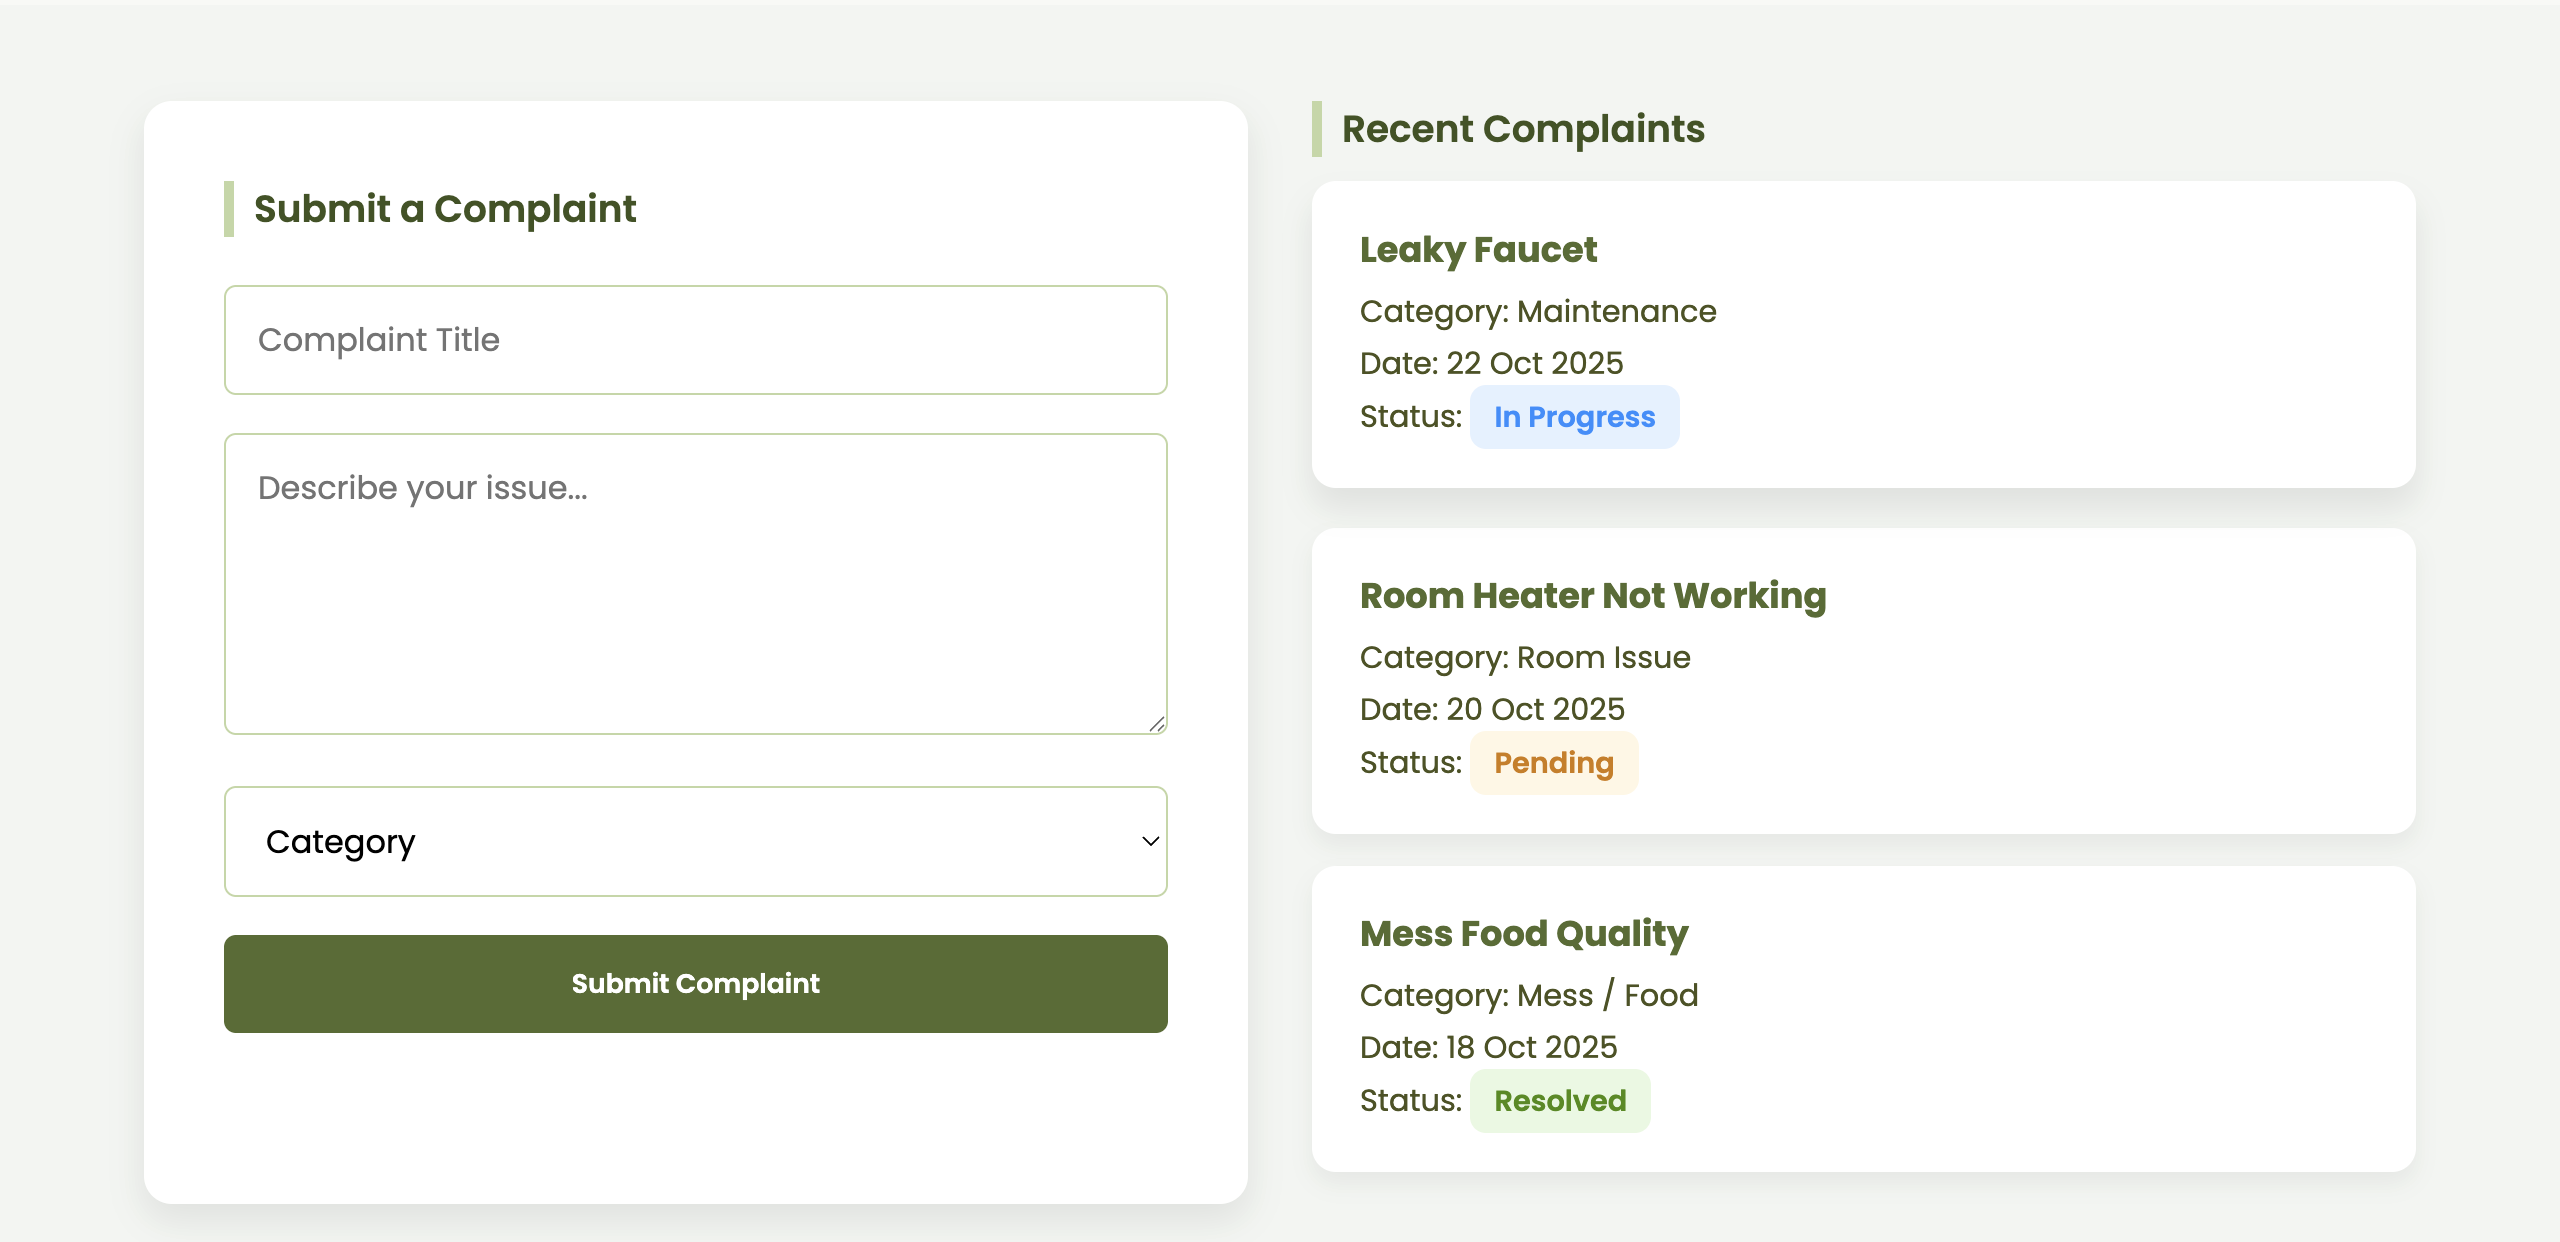 Submit a Complaint
Complaint Title
Describe your issue...
Category
Submit Complaint
Recent Complaints
Leaky Faucet
Category: Maintenance
Date: 22 Oct 2025
Status: In Progress
Room Heater Not Working
Category: Room Issue
Date: 20 Oct 2025
Status: Pending
Mess Food Quality
Category: Mess / Food
Date: 18 Oct 2025
Status: Resolved